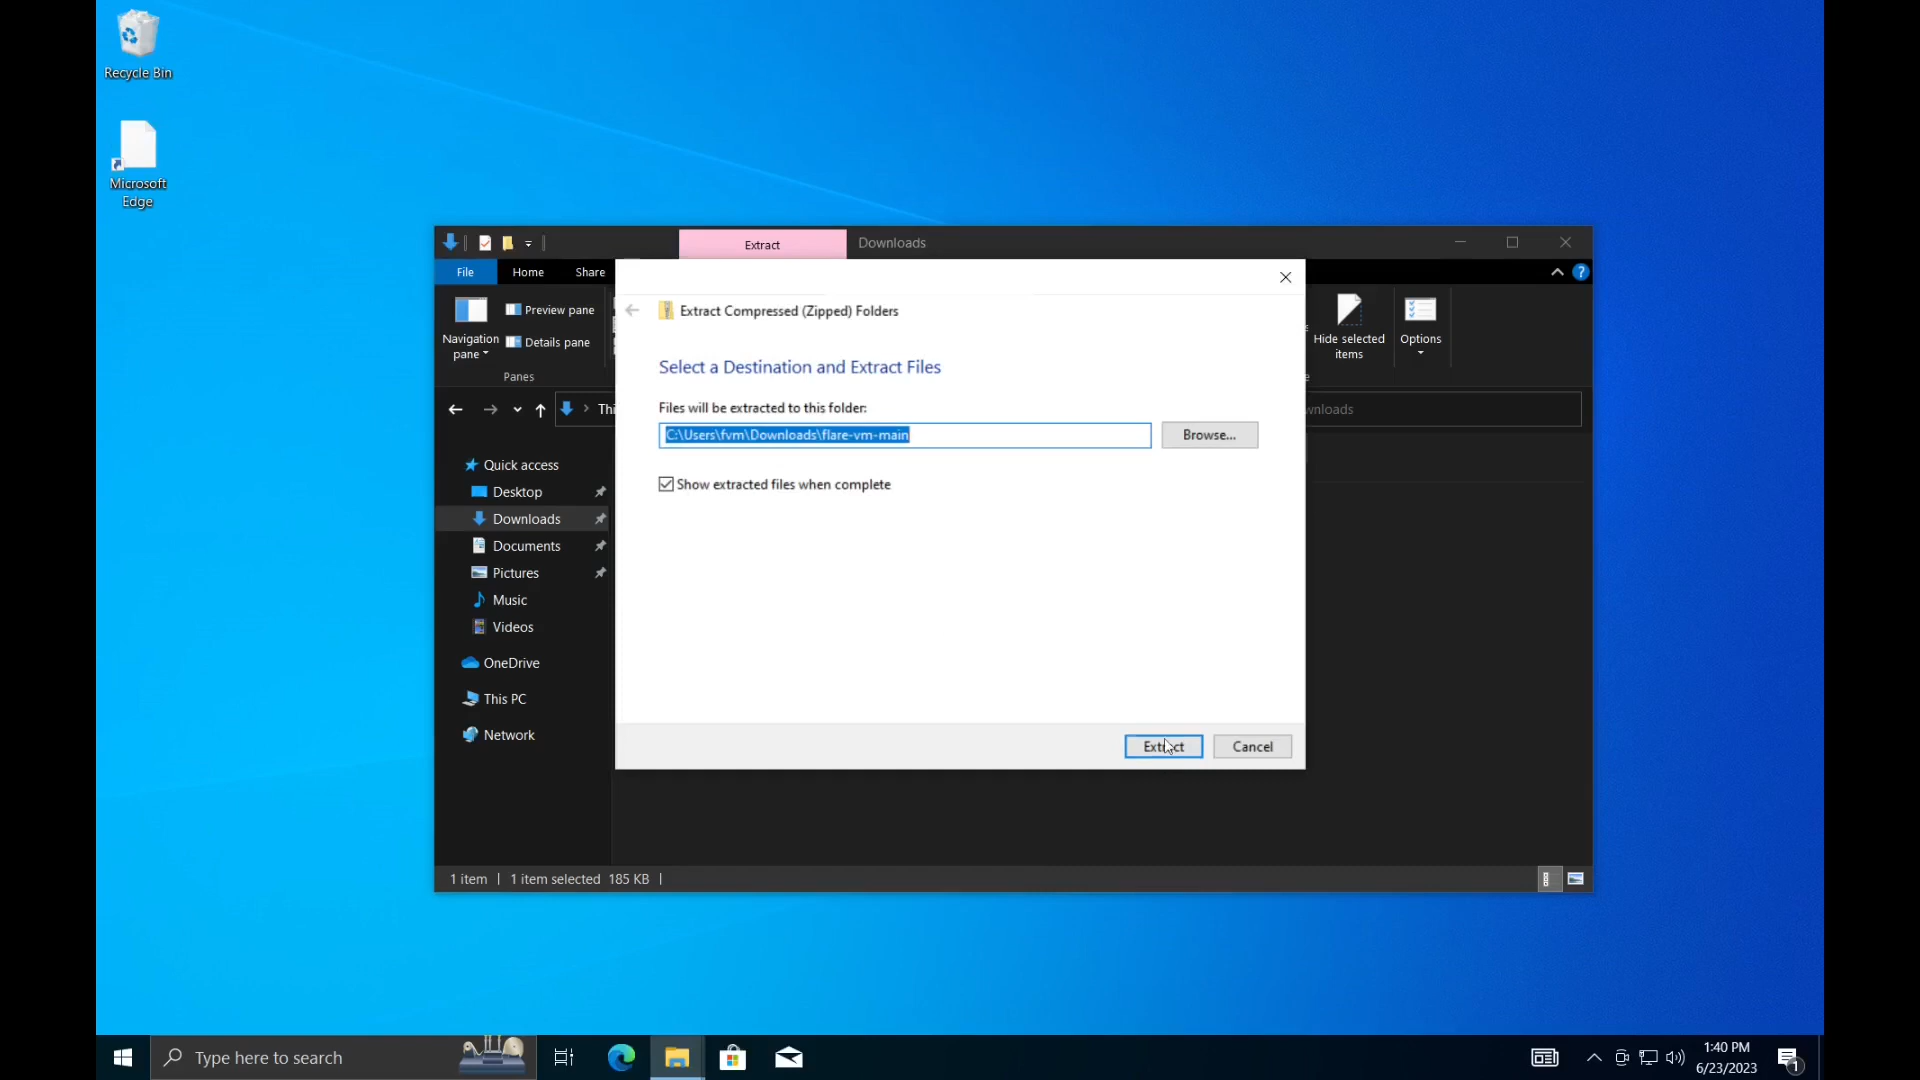 Recycle Bin
Microsoft
Edge
Extract
Downloads
File
Home
Share
Navigation
pane
Preview pane
Details pane
Panes
Hide selected
items
Options
Thi
wnloads
Extract Compressed (Zipped) Folders
Select a Destination and Extract Files
Files will be extracted to this folder:
C:\Users\fvm\Downloads\flare-vm-main
Browse...
Show extracted files when complete
Extract
Cancel
Quick access
Desktop
Downloads
Documents
Pictures
Music
Videos
OneDrive
This PC
Network
1 item
1 item selected 185 KB
Type here to search
1:40 PM
6/23/2023
1